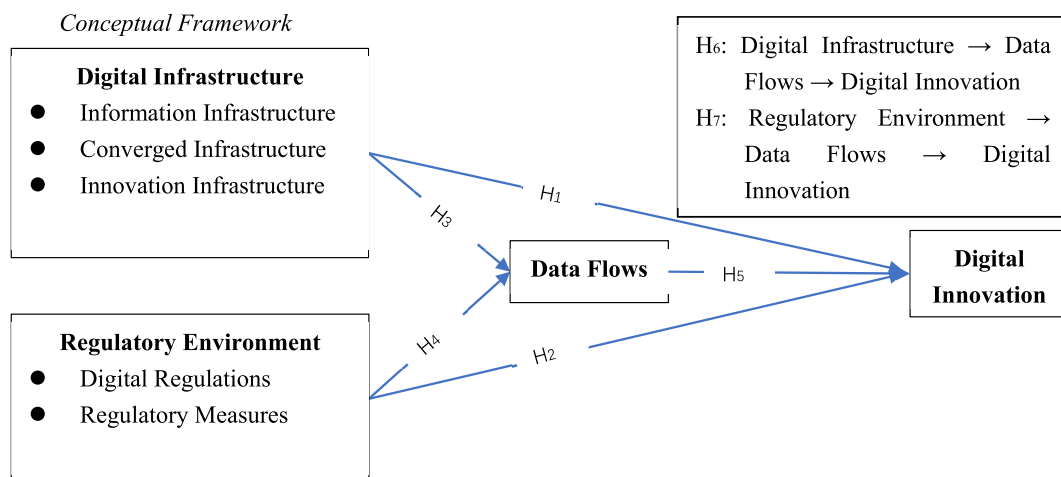 Conceptual Framework
Digital Infrastructure
● Information Infrastructure
● Converged Infrastructure
● Innovation Infrastructure
Regulatory Environment
● Digital Regulations
● Regulatory Measures
H1
H3
H4
H2
Data Flows
H5
Digital
Innovation
H6: Digital Infrastructure → Data
Flows → Digital Innovation
H7: Regulatory Environment →
Data Flows → Digital
Innovation